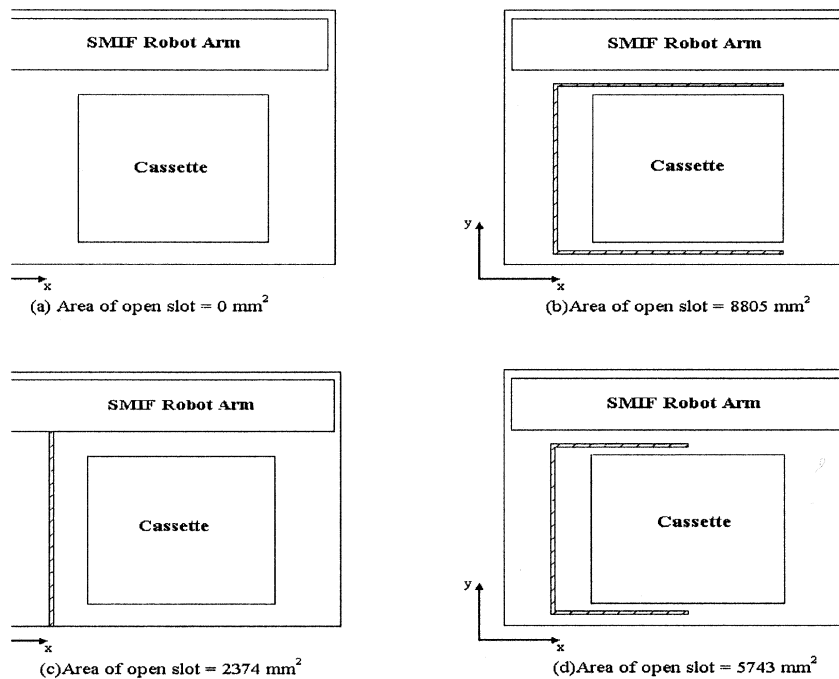 SMIF Robot Arm
Cassette
x
(a) Area of open slot = 0 mm²
SMIF Robot Arm
Cassette
y
x
(b)Area of open slot = 8805 mm²
SMIF Robot Arm
Cassette
x
(c)Area of open slot = 2374 mm²
SMIF Robot Arm
Cassette
y
x
(d)Area of open slot = 5743 mm²